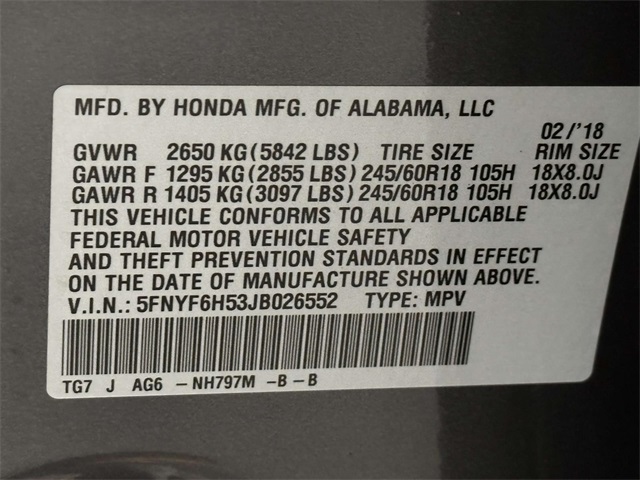 MFD. BY HONDA MFG. OF ALABAMA, LLC
02/'18
GVWR 2650 KG(5842 LBS) TIRE SIZE RIM SIZE
GAWR F 1295 KG(2855 LBS)245/60R18 105H 18X8.0J
GAWR R 1405 KG(3097 LBS)245/60R18 105H 18X8.0J
THIS VEHICLE CONFORMS TO ALL APPLICABLE
FEDERAL MOTOR VEHICLE SAFETY
AND THEFT PREVENTION STANDARDS IN EFFECT
ON THE DATE OF MANUFACTURE SHOWN ABOVE.
V.I.N.: 5FNYF6H53JB026552 TYPE: MPV
TG7 J AG6 -NH797M -B-B